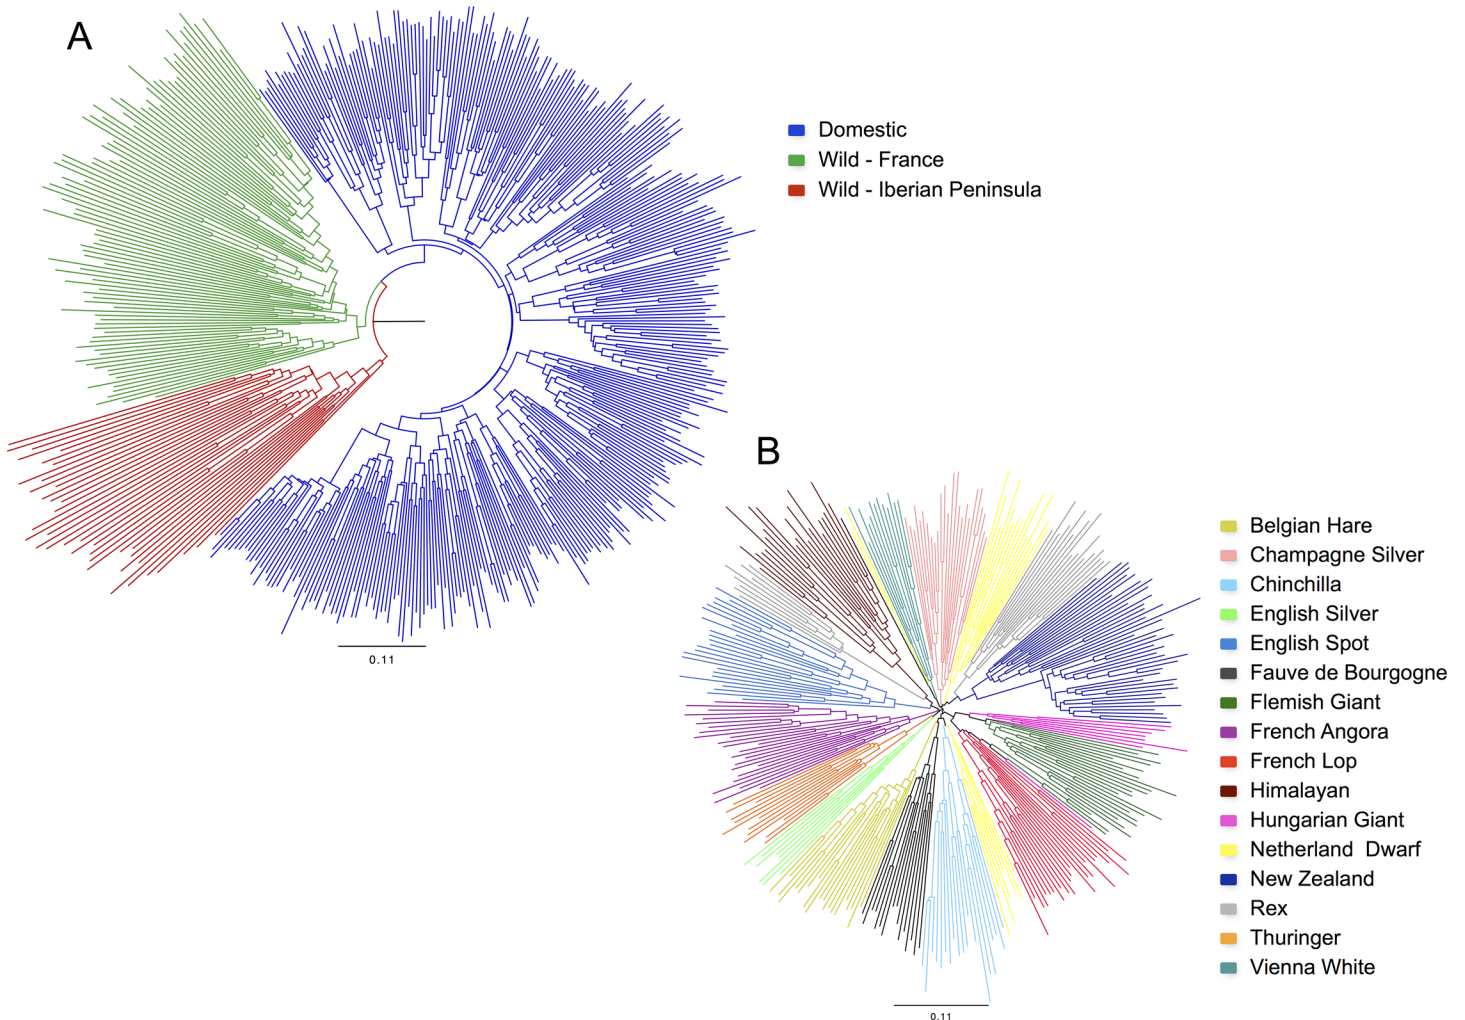 A
Domestic
Wild - France
Wild - Iberian Peninsula
0.11
B
Belgian Hare
Champagne Silver
Chinchilla
English Silver
English Spot
Fauve de Bourgogne
Flemish Giant
French Angora
French Lop
Himalayan
Hungarian Giant
Netherland  Dwarf
New Zealand
Rex
Thuringer
Vienna White
0.11